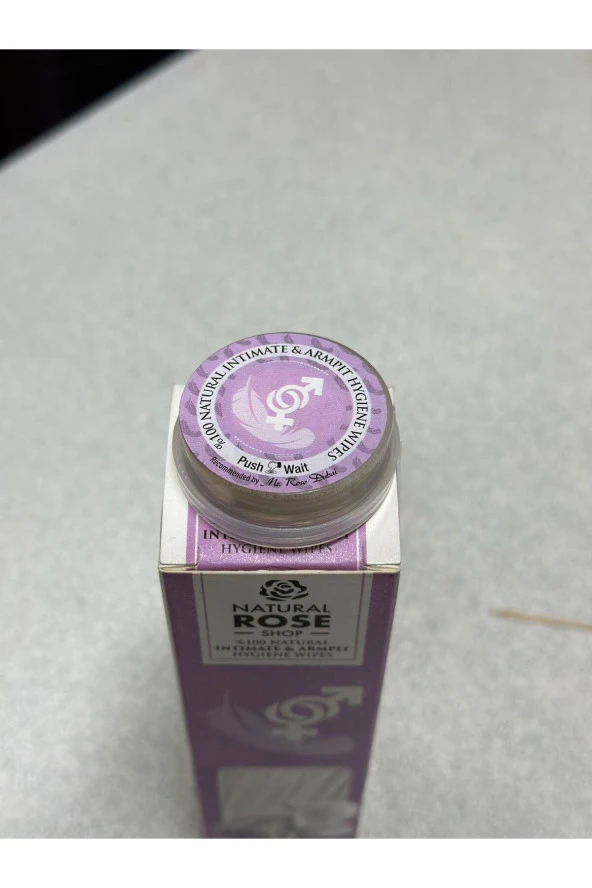 %100 NATURAL INTIMATE & ARMPIT HYGIENE WIPES
Push Wait
Recommended by Mr. Rose Dubai
HYGIENE WIPES
NATURAL
ROSE
SHOP
%100 NATURAL
INTIMATE & ARMPIT
HYGIENE WIPES